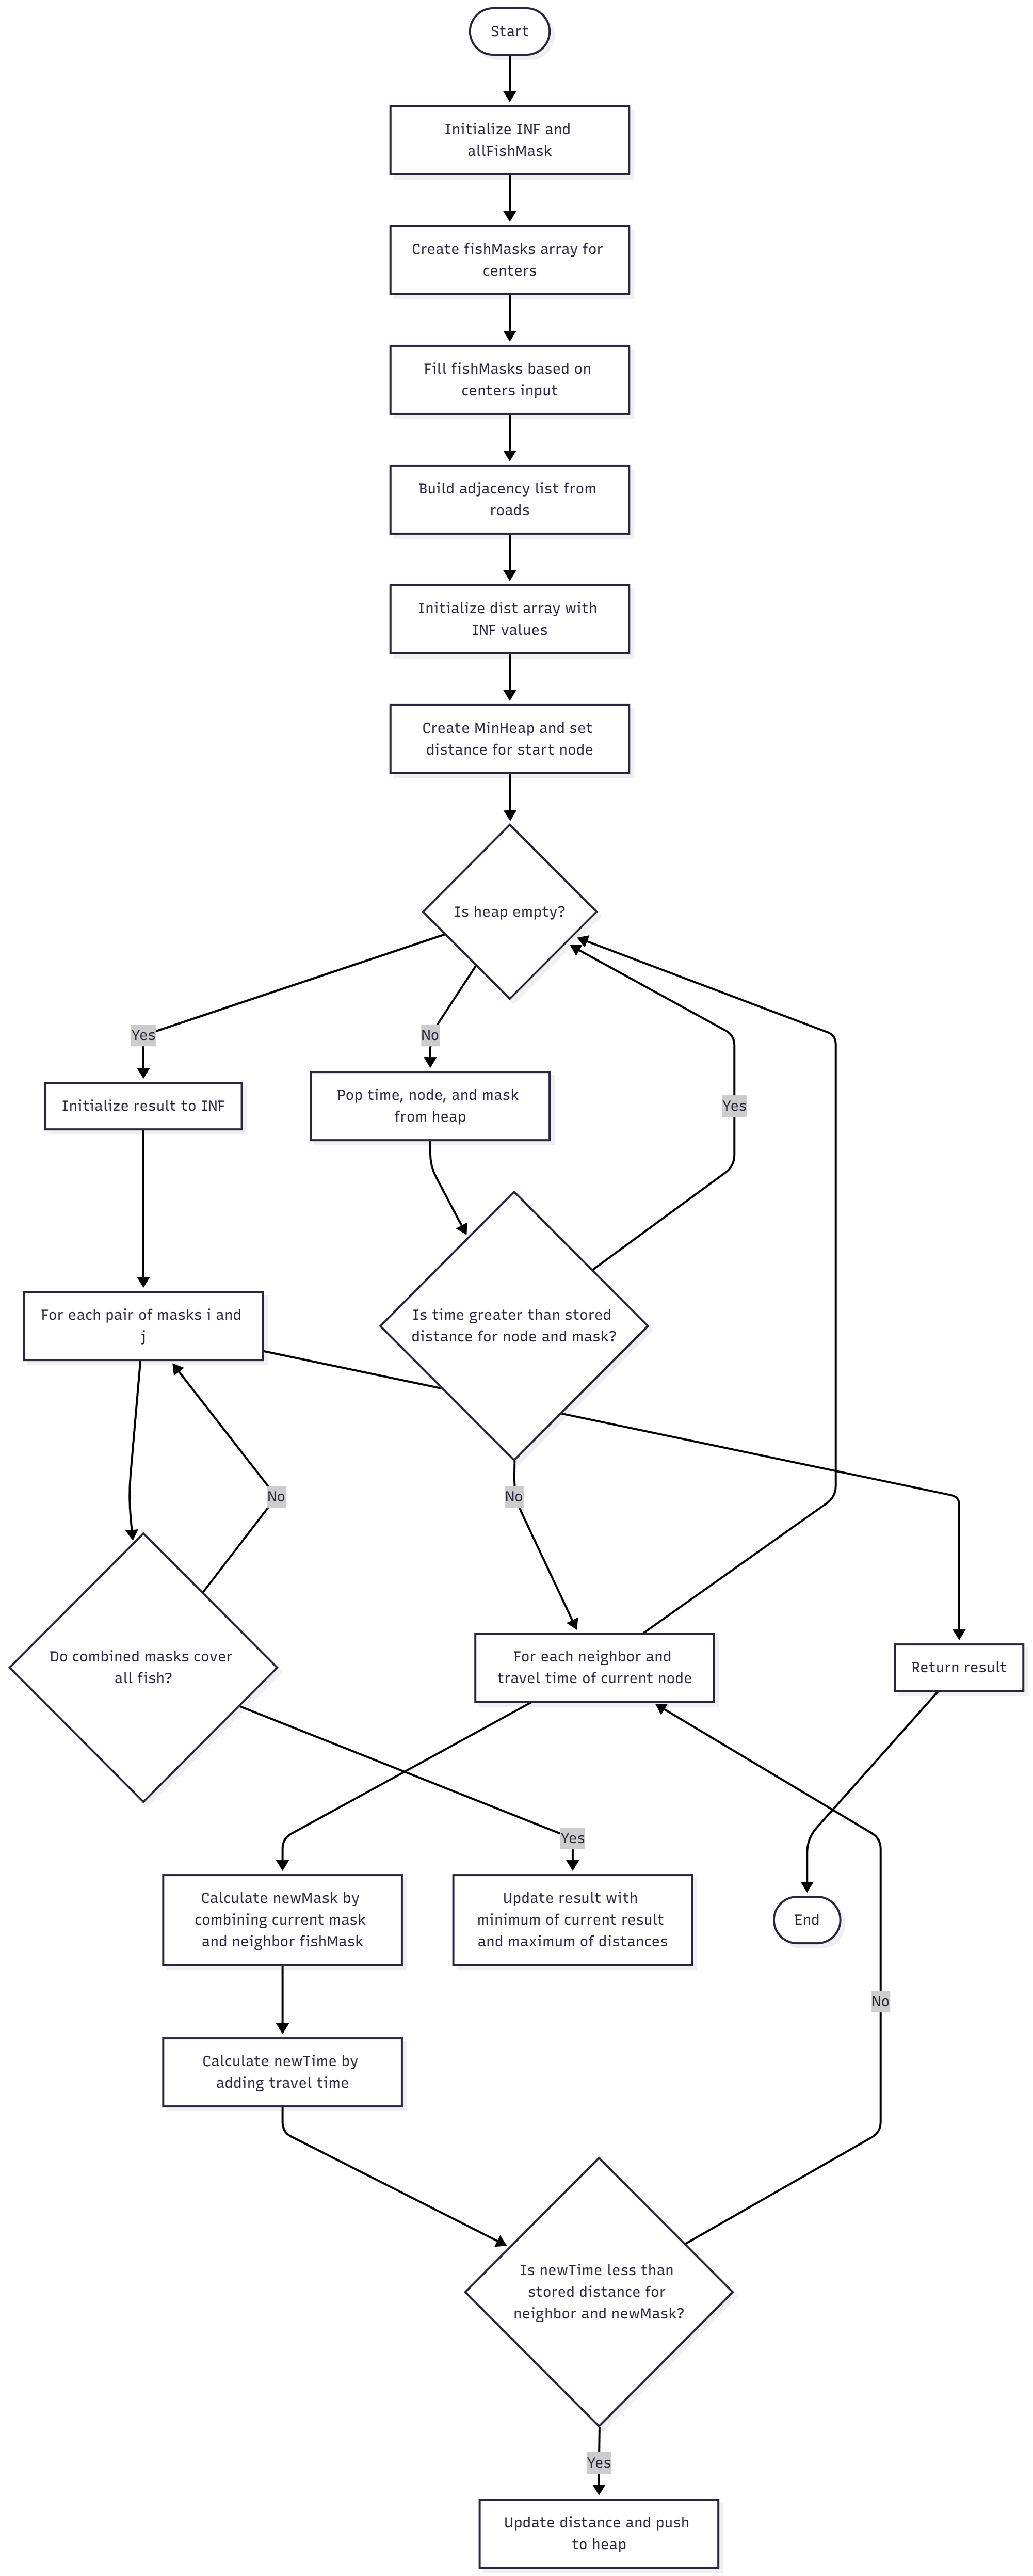 Start
Initialize INF and
allFishMask
Create fishMasks array for
centers
Fill fishMasks based on
centers input
Build adjacency list from
roads
Initialize dist array with
INF values
Create MinHeap and set
distance for start node
Is heap empty?
Yes
No
Initialize result to INF
Pop time, node, and mask
from heap
Yes
For each pair of masks i and
j
Is time greater than stored
distance for node and mask?
No
No
Do combined masks cover
all fish?
For each neighbor and
travel time of current node
Return result
Yes
Calculate newMask by
combining current mask
and neighbor fishMask
Update result with
minimum of current result
and maximum of distances
End
No
Calculate newTime by
adding travel time
Is newTime less than
stored distance for
neighbor and newMask?
Yes
Update distance and push
to heap